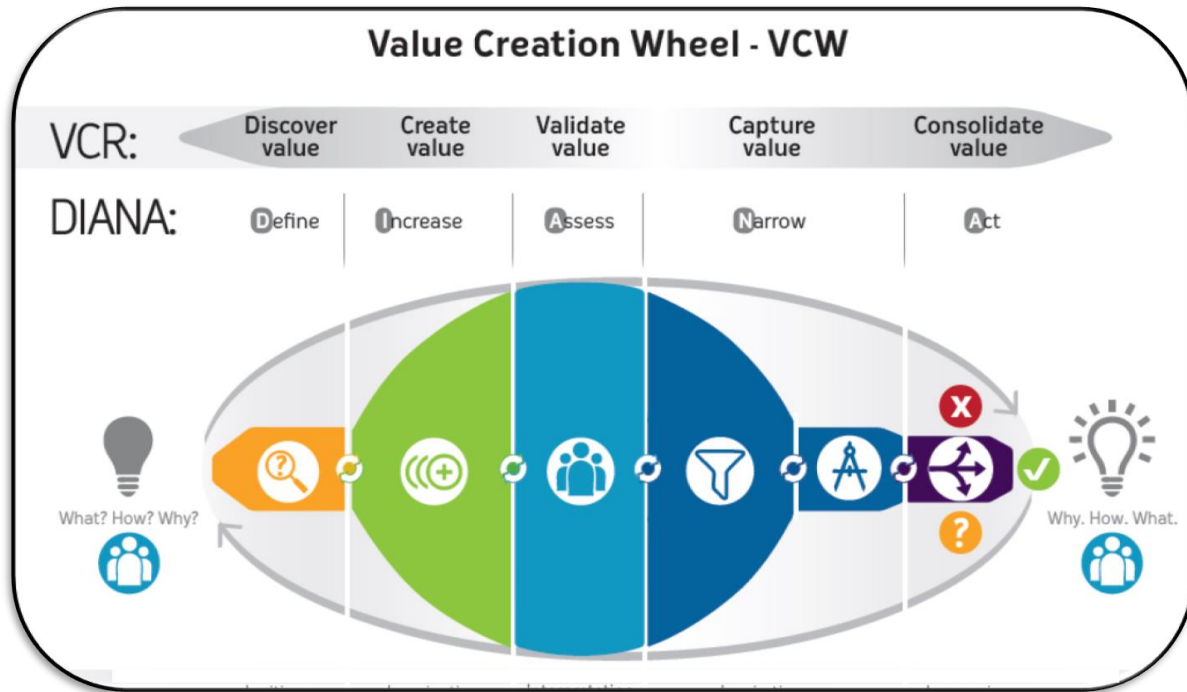 Value Creation Wheel - VCW
VCR:
Discover
value
Create
value
Validate
value
Capture
value
Consolidate
value
DIANA:
Define
Increase
Assess
Narrow
Act
?
X
?
What? How? Why?
Why. How. What.